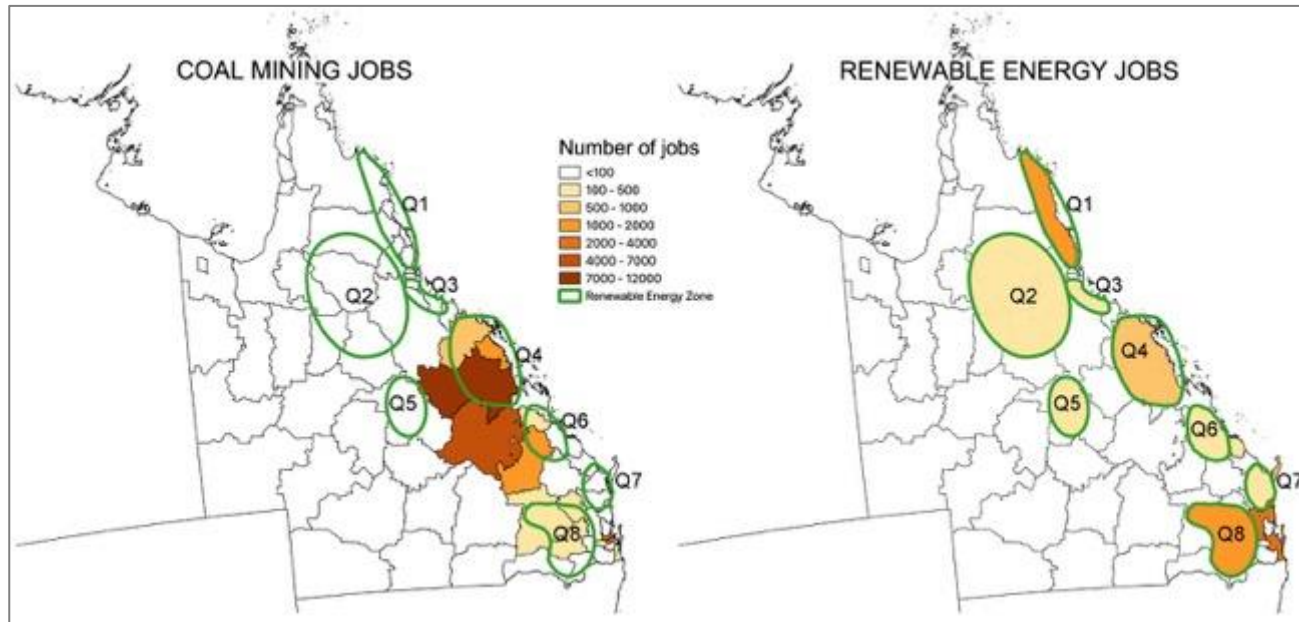 COAL MINING JOBS
Q1
Q2
Q3
Q4
Q5
Q6
Q7
Q8
Number of jobs
<100
100 - 500
500 - 1000
1000 - 2000
2000 - 4000
4000 - 7000
7000 - 12000
Renewable Energy Zone
RENEWABLE ENERGY JOBS
Q1
Q2
Q3
Q4
Q5
Q6
Q7
Q8